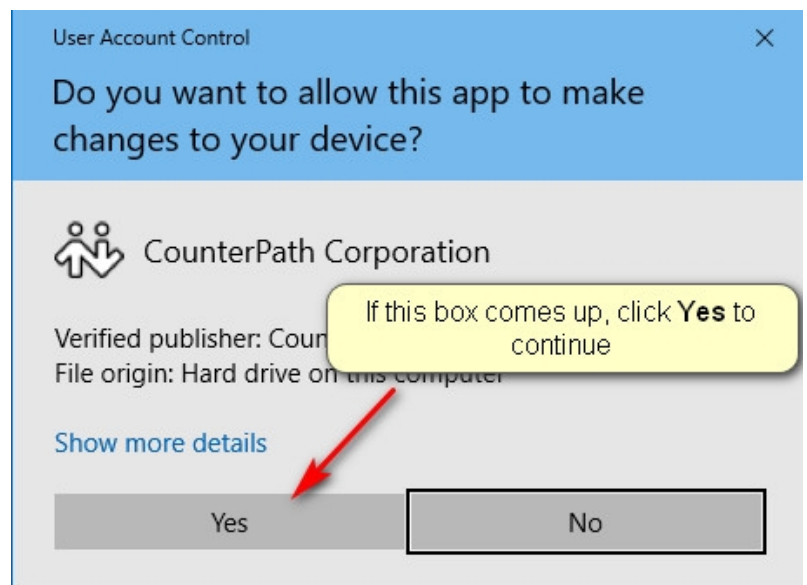 User Account Control
Do you want to allow this app to make
changes to your device?
CounterPath Corporation
If this box comes up, click Yes to
continue
Verified publisher: Coun
File origin: Hard drive on this computer
Show more details
Yes
No